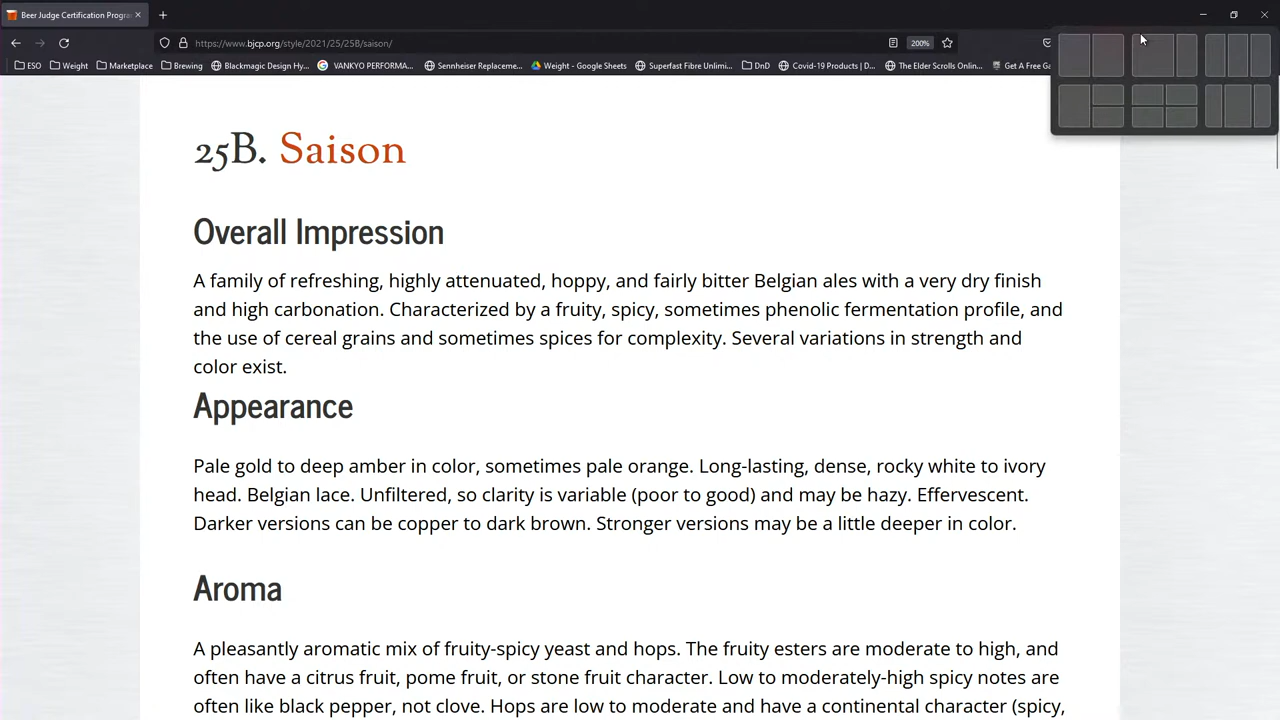 Beer Judge Certification Progra
https://www.bjcp.org/style/2021/25/25B/saison/
200%
ESO Weight Marketplace Brewing Blackmagic Design Hy... VANKYO PERFORMAN... Sennheiser Replaceme... Weight - Google Sheets Superfast Fibre Unlimi... DnD Covid-19 Products | D... The Elder Scrolls Onlin... Get A Free Ga
25B. Saison
Overall Impression
A family of refreshing, highly attenuated, hoppy, and fairly bitter Belgian ales with a very dry finish
and high carbonation. Characterized by a fruity, spicy, sometimes phenolic fermentation profile, and
the use of cereal grains and sometimes spices for complexity. Several variations in strength and
color exist.
Appearance
Pale gold to deep amber in color, sometimes pale orange. Long-lasting, dense, rocky white to ivory
head. Belgian lace. Unfiltered, so clarity is variable (poor to good) and may be hazy. Effervescent.
Darker versions can be copper to dark brown. Stronger versions may be a little deeper in color.
Aroma
A pleasantly aromatic mix of fruity-spicy yeast and hops. The fruity esters are moderate to high, and
often have a citrus fruit, pome fruit, or stone fruit character. Low to moderately-high spicy notes are
often like black pepper, not clove. Hops are low to moderate and have a continental character (spicy,